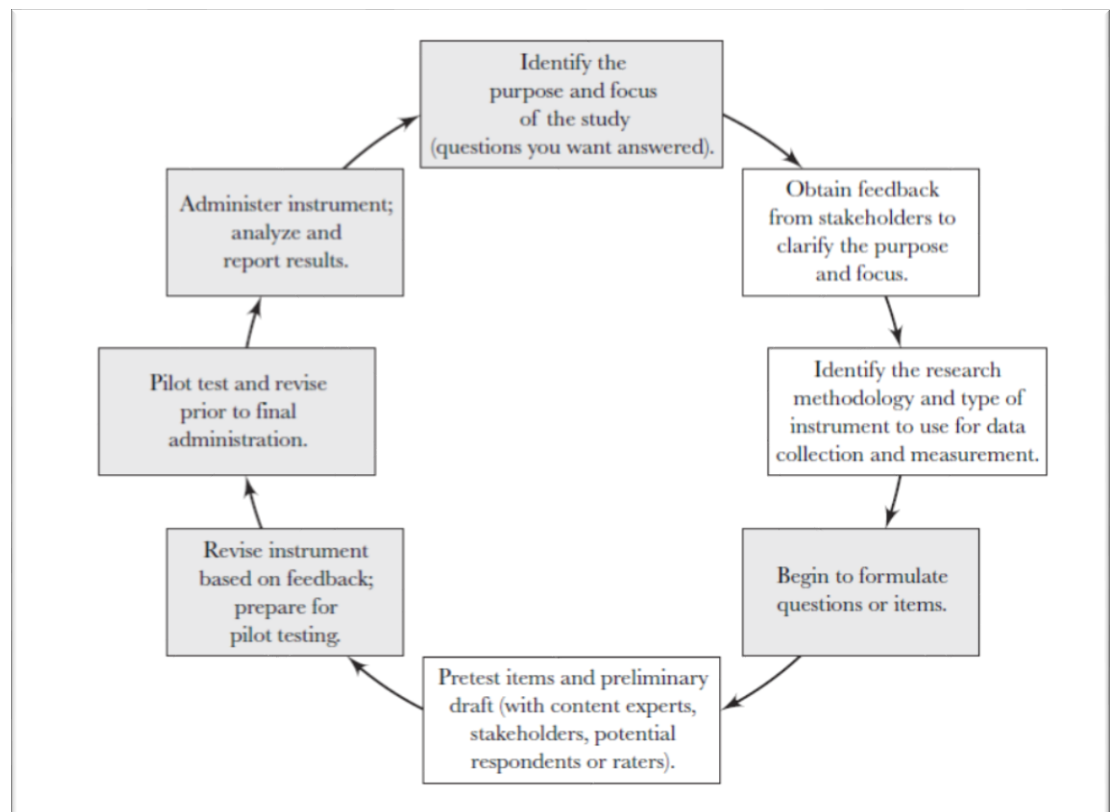 Identify the
purpose and focus
of the study
(questions you want answered).
Obtain feedback
from stakeholders to
clarify the purpose
and focus.
Identify the research
methodology and type of
instrument to use for data
collection and measurement.
Begin to formulate
questions or items.
Pretest items and preliminary
draft (with content experts,
stakeholders, potential
respondents or raters).
Revise instrument
based on feedback;
prepare for
pilot testing.
Pilot test and revise
prior to final
administration.
Administer instrument;
analyze and
report results.